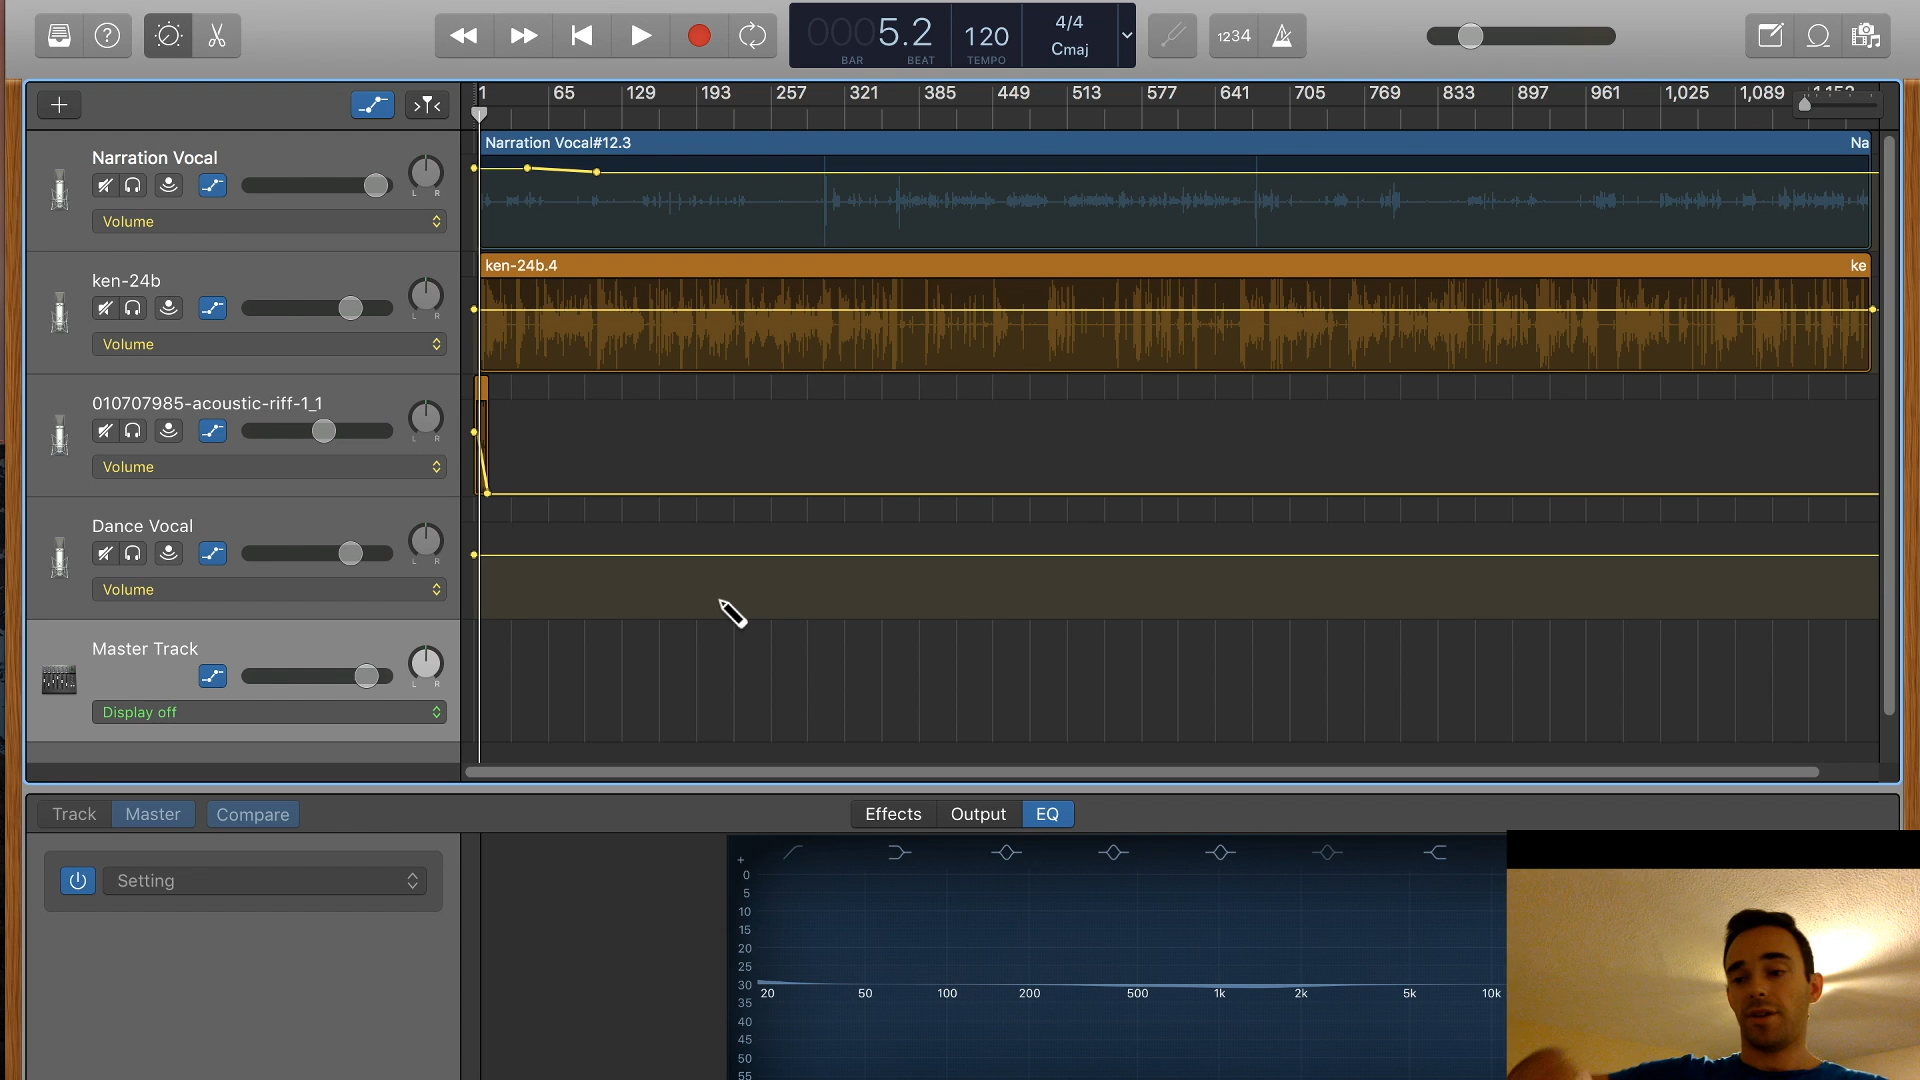 0005.2
120
4/4
Cmaj
BAR
BEAT
TEMPO
1234
1 65 129 193 257 321 385 449 513 577 641 705 769 833 897 961 1,025 1,089 1,153
Narration Vocal
L R
Volume
Narration Vocal#12.3
Na
ken-24b
L R
Volume
ken-24b.4
ke
010707985-acoustic-riff-1_1
L R
Volume
Dance Vocal
L R
Volume
Master Track
L R
Display off
Track
Master
Compare
Effects
Output
EQ
Setting
+
0
5
10
15
20
25
30
35
40
45
50
55
20 50 100 200 500 1k 2k 5k 10k